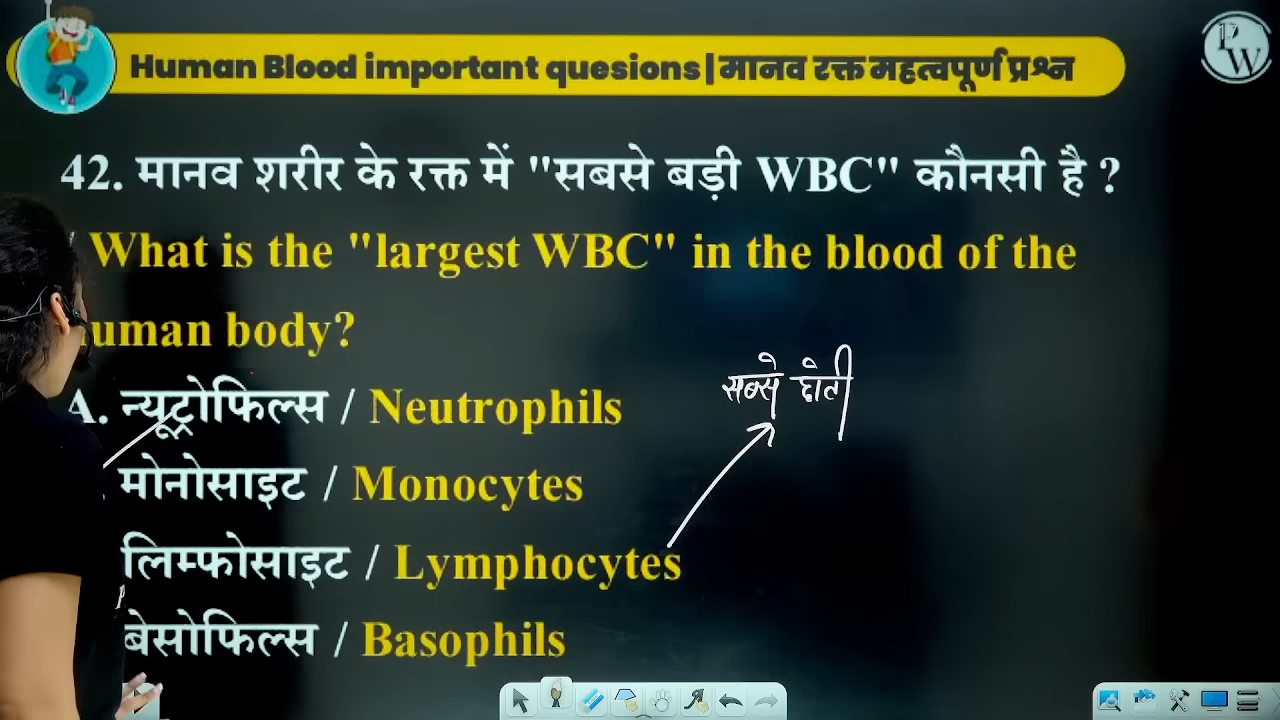 Human Blood important quesions|मानव रक्त महत्वपूर्ण प्रश्न
PW
42. मानव शरीर के रक्त में "सबसे बड़ी WBC" कौनसी है ?
/ What is the "largest WBC" in the blood of the
uman body?
सबसे छोटी
A. न्यूट्रोफिल्स / Neutrophils
मोनोसाइट / Monocytes
लिम्फोसाइट / Lymphocytes
बेसोफिल्स / Basophils